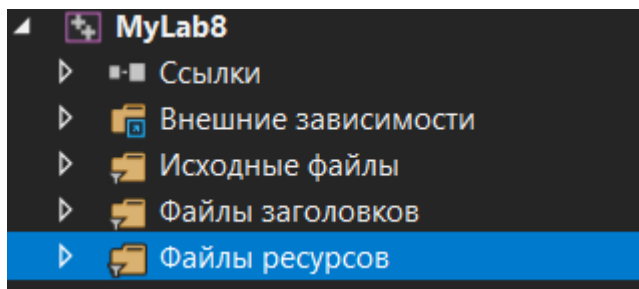 MyLab8
Ссылки
Внешние зависимости
Исходные файлы
Файлы заголовков
Файлы ресурсов